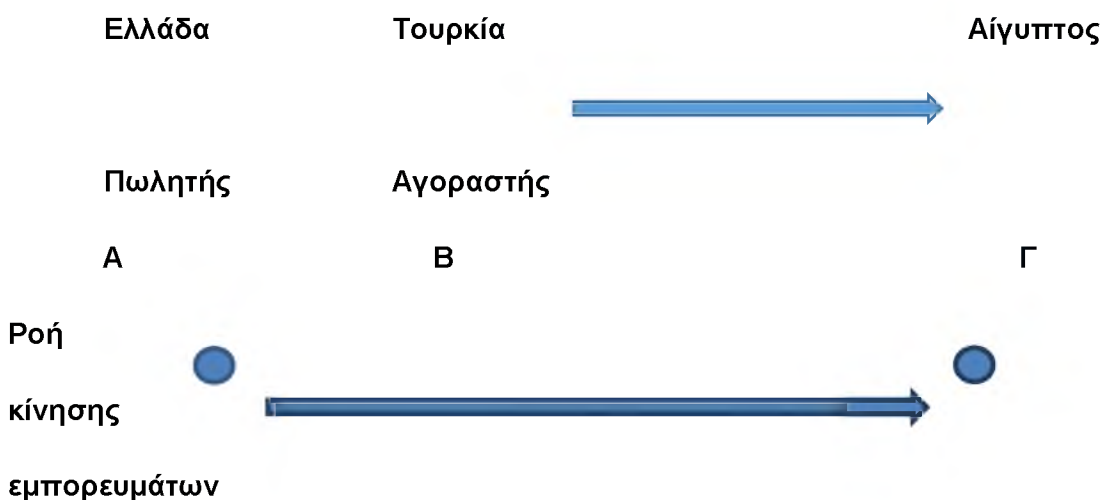 Ελλάδα Τουρκία Αίγυπτος
Πωλητής Αγοραστής
Α Β Γ
Ροή
κίνησης
εμπορευμάτων